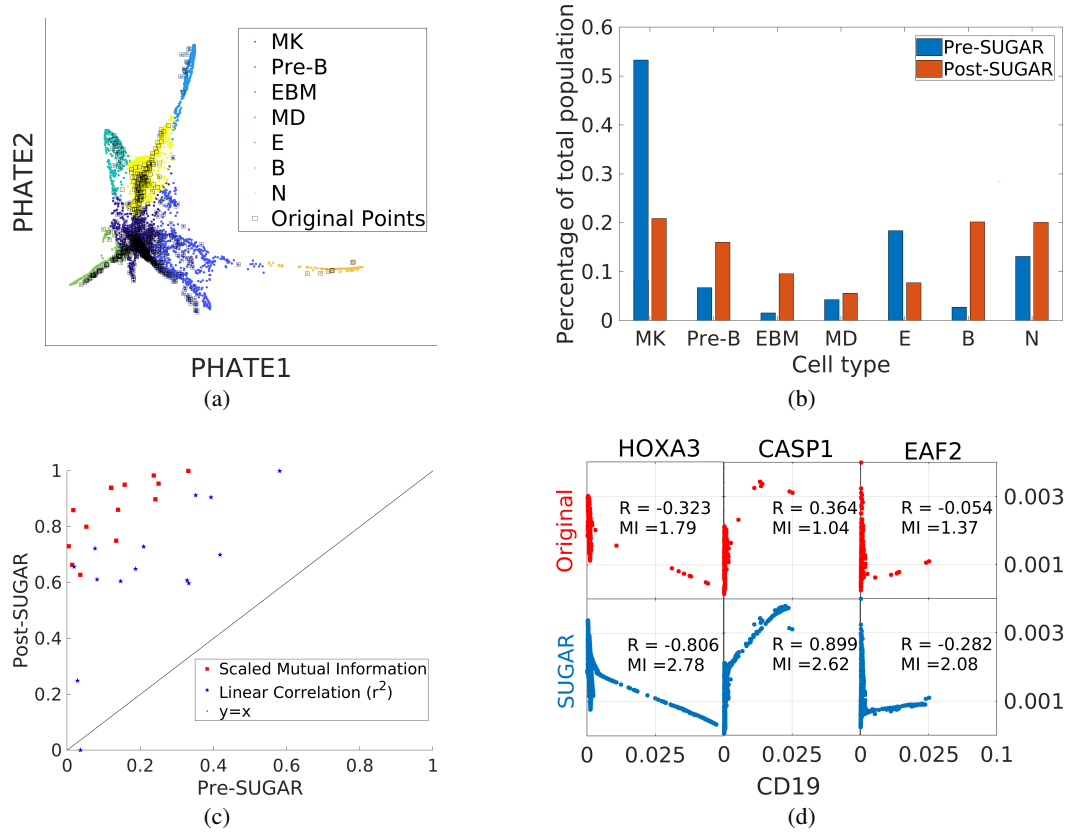 PHATE2
MK
Pre-B
EBM
MD
E
B
N
Original Points
PHATE1
(a)
Percentage of total population
0.6
0.5
0.4
0.3
0.2
0.1
0
Pre-SUGAR
Post-SUGAR
MK Pre-B EBM MD E B N
Cell type
(b)
Post-SUGAR
1
0.8
0.6
0.4
0.2
0
Scaled Mutual Information
Linear Correlation (r²)
y=x
0 0.2 0.4 0.6 0.8 1
Pre-SUGAR
(c)
HOXA3 CASP1 EAF2
Original
R = -0.323
MI =1.79
R = 0.364
MI =1.04
R = -0.054
MI =1.37
0.003
0.001
SUGAR
R = -0.806
MI =2.78
R = 0.899
MI =2.62
R = -0.282
MI =2.08
0.003
0.001
0 0.025 0 0.025 0 0.025 0.1
CD19
(d)